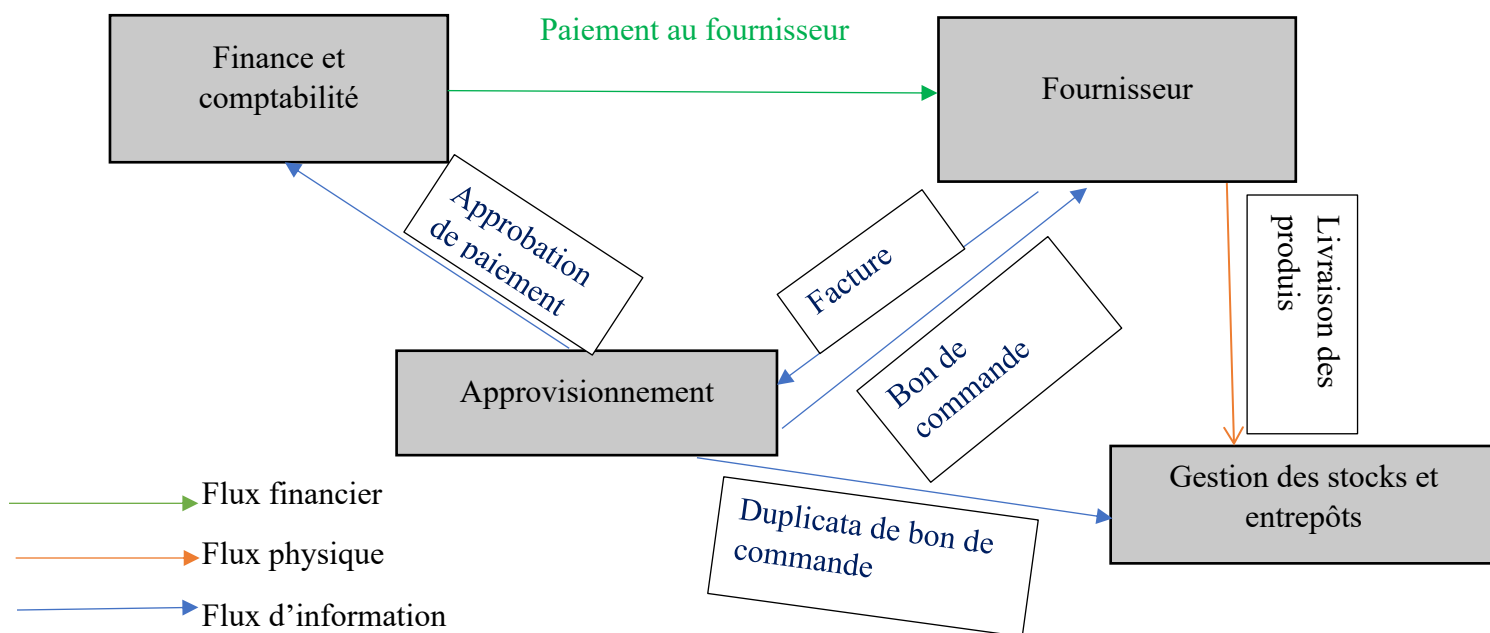 Paiement au fournisseur
Finance et
comptabilité
Fournisseur
Approbation
de paiement
Facture
Bon de
commande
Livraison des
produis
Approvisionnement
Gestion des stocks et
entrepôts
Duplicata de bon de
commande
Flux financier
Flux physique
Flux d’information